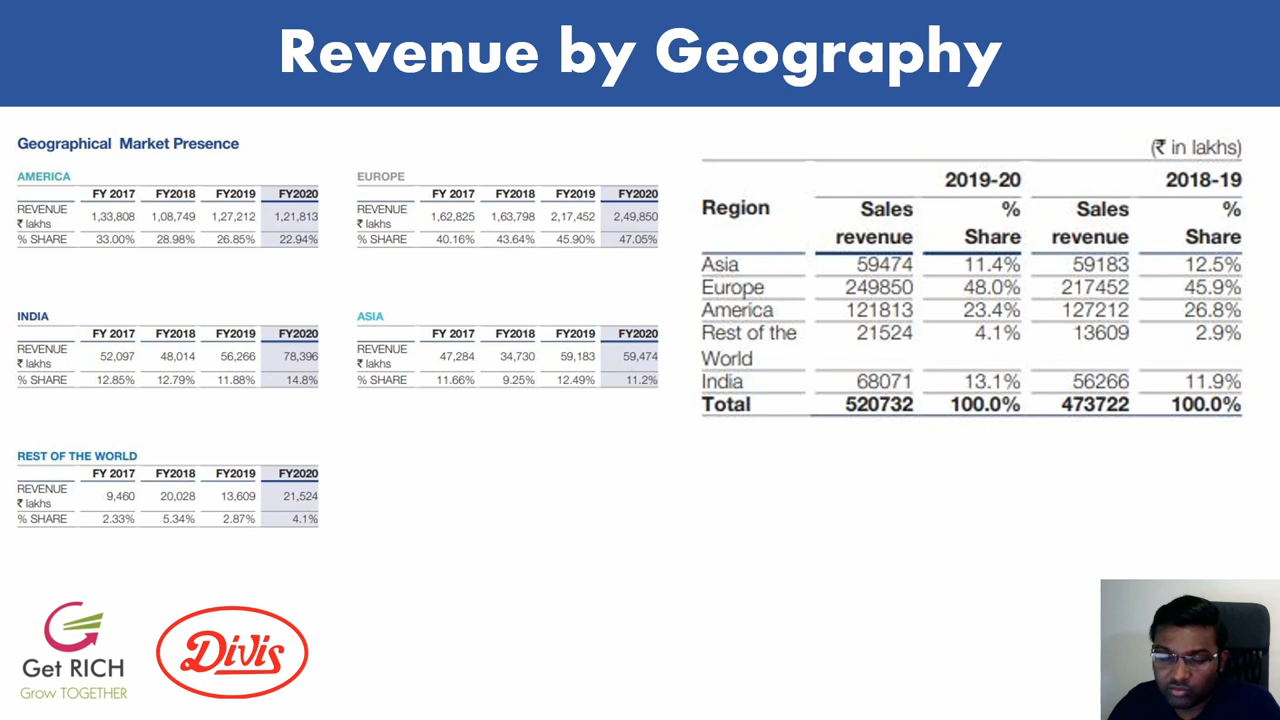 Revenue by Geography
Geographical Market Presence
AMERICA
FY 2017 FY2018 FY2019 FY2020
REVENUE
₹ lakhs 1,33,808 1,08,749 1,27,212 1,21,813
% SHARE 33.00% 28.98% 26.85% 22.94%
EUROPE
FY 2017 FY2018 FY2019 FY2020
REVENUE
₹ lakhs 1,62,825 1,63,798 2,17,452 2,49,850
% SHARE 40.16% 43.64% 45.90% 47.05%
INDIA
FY 2017 FY2018 FY2019 FY2020
REVENUE
₹ lakhs 52,097 48,014 56,266 78,396
% SHARE 12.85% 12.79% 11.88% 14.8%
ASIA
FY 2017 FY2018 FY2019 FY2020
REVENUE
₹ lakhs 47,284 34,730 59,183 59,474
% SHARE 11.66% 9.25% 12.49% 11.2%
REST OF THE WORLD
FY 2017 FY2018 FY2019 FY2020
REVENUE
₹ lakhs 9,460 20,028 13,609 21,524
% SHARE 2.33% 5.34% 2.87% 4.1%
(₹ in lakhs)
2019-20 2018-19
Region Sales % Sales %
revenue Share revenue Share
Asia 59474 11.4% 59183 12.5%
Europe 249850 48.0% 217452 45.9%
America 121813 23.4% 127212 26.8%
Rest of the 21524 4.1% 13609 2.9%
World
India 68071 13.1% 56266 11.9%
Total 520732 100.0% 473722 100.0%
Get RICH
Grow TOGETHER
Divis